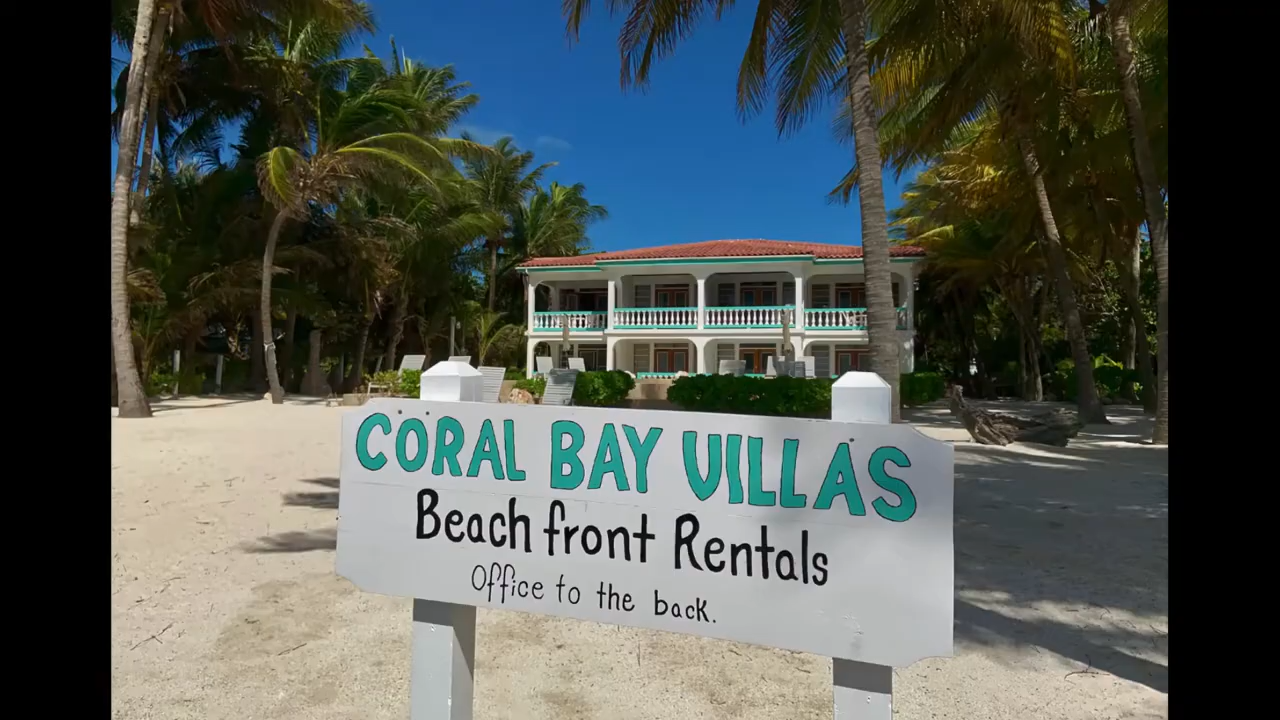 CORAL BAY VILLAS
Beach front Rentals
Office to the back.